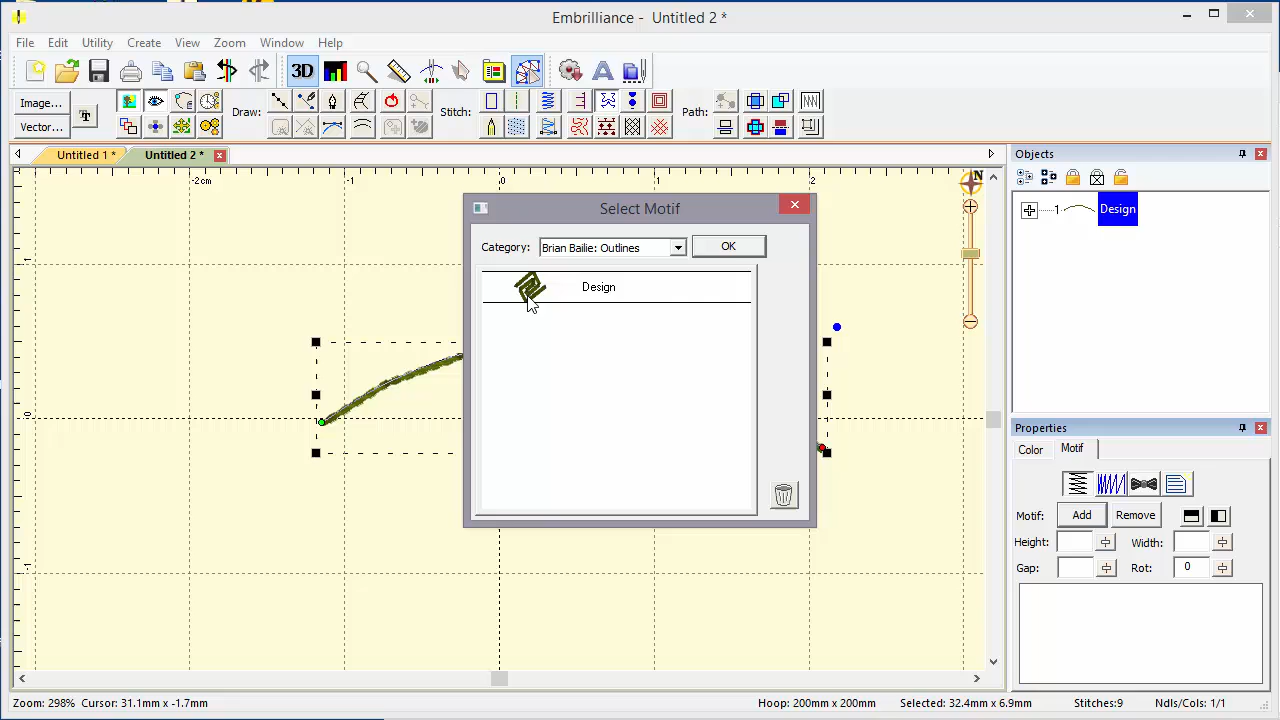 Embrilliance - Untitled 2 *
File Edit Utility Create View Zoom Window Help
3D
Image... Draw: Stitch: Path:
Vector... T
Untitled 1 * Untitled 2 * Objects
-2cm -1 0 1 2 N
1 Design
Select Motif
Category: Brian Bailie: Outlines OK
Design
1
0
-1
Properties
Color Motif
Motif: Add Remove
Height: Width:
Gap: Rot: 0
Zoom: 298% Cursor: 31.1mm x -1.7mm Hoop: 200mm x 200mm Selected: 32.4mm x 6.9mm Stitches:9 Ndls/Cols: 1/1